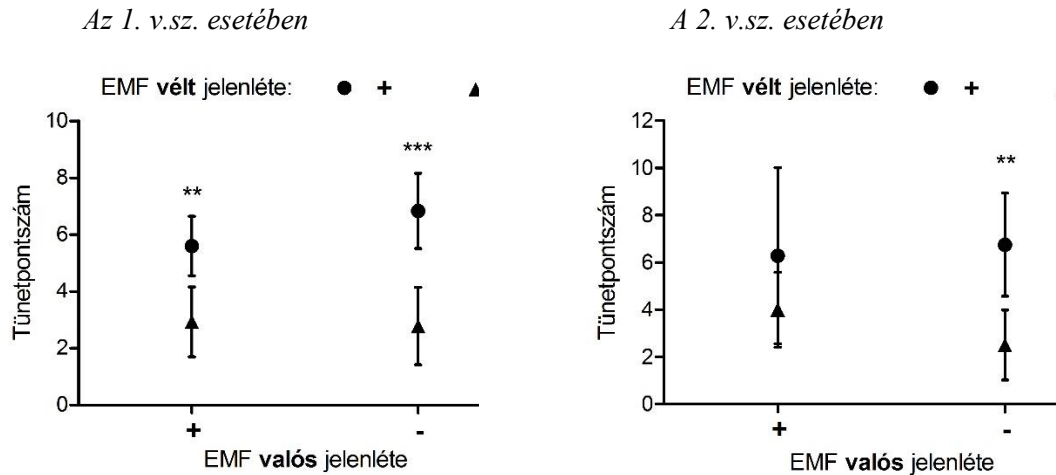 Az 1. v.sz. esetében
EMF vélt jelenléte: ● + ▲
10
8
6
4
2
0
Tünetpontszám
**
***
+
-
EMF valós jelenléte
A 2. v.sz. esetében
EMF vélt jelenléte: ● +
12
10
8
6
4
2
0
Tünetpontszám
**
+
-
EMF valós jelenléte